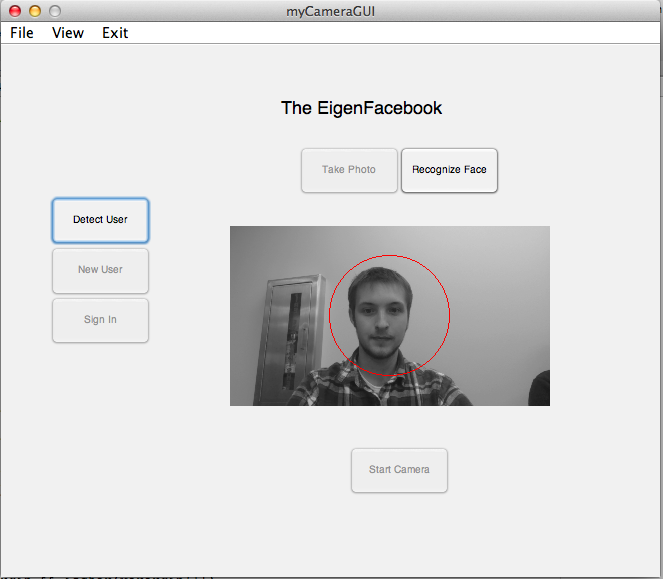 myCameraGUI
File View Exit
The EigenFacebook
Take Photo Recognize Face
Detect User
New User
Sign In
Start Camera